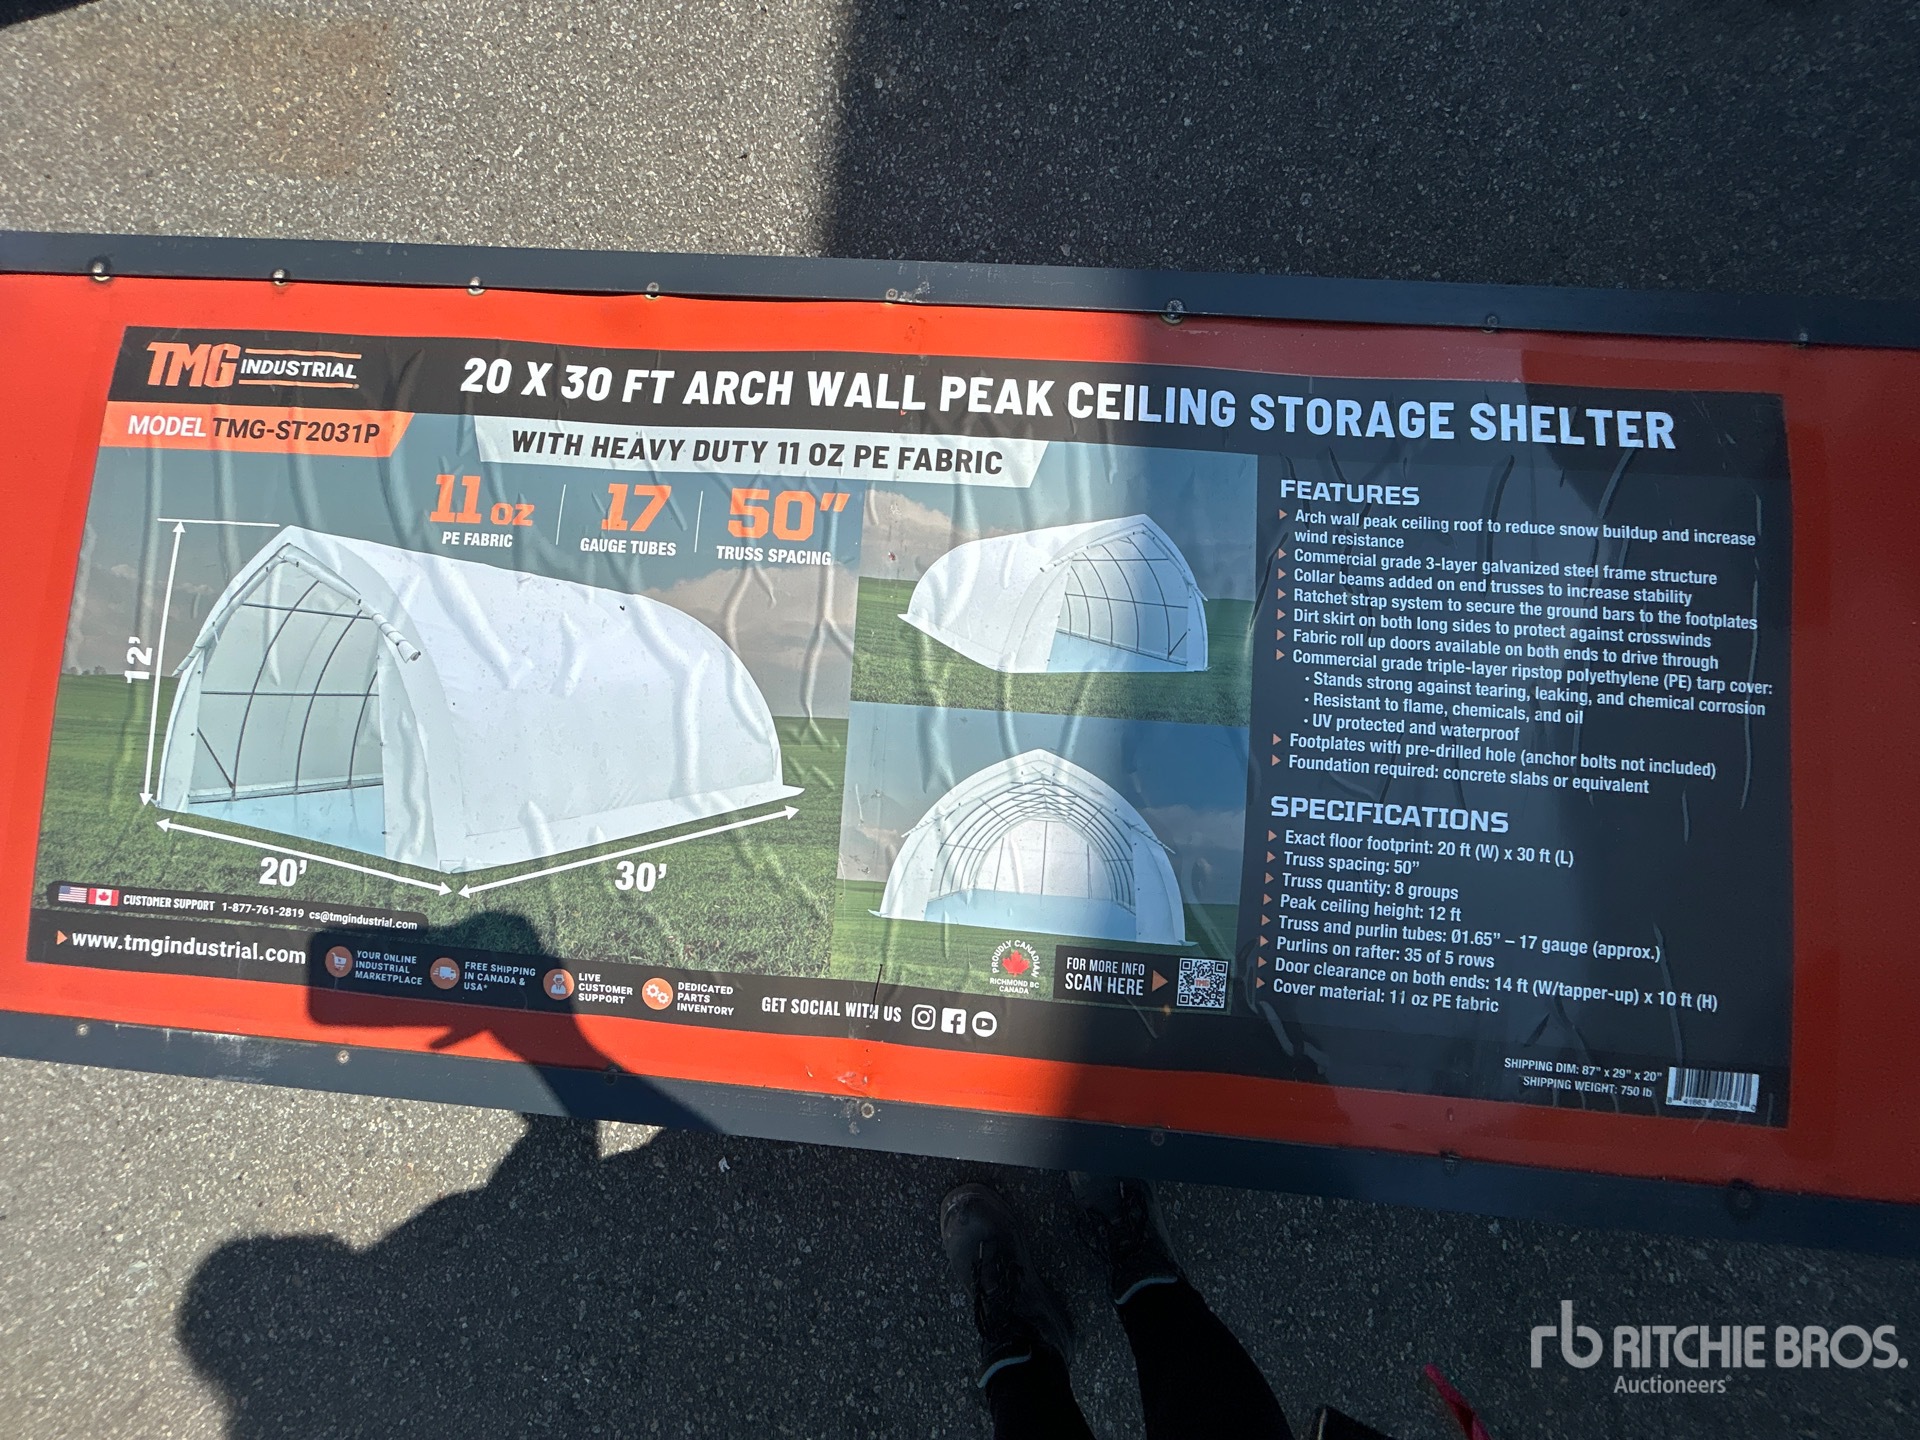 TMG INDUSTRIAL
20 X 30 FT ARCH WALL PEAK CEILING STORAGE SHELTER
MODEL TMG-ST2031P
WITH HEAVY DUTY 11 OZ PE FABRIC
11 oz
PE FABRIC
17
GAUGE TUBES
50"
TRUSS SPACING
12'
20'
30'
FEATURES
Arch wall peak ceiling roof to reduce snow buildup and increase
wind resistance
Commercial grade 3-layer galvanized steel frame structure
Collar beams added on end trusses to increase stability
Ratchet strap system to secure the ground bars to the footplates
Dirt skirt on both long sides to protect against crosswinds
Fabric roll up doors available on both ends to drive through
Commercial grade triple-layer ripstop polyethylene (PE) tarp cover:
• Stands strong against tearing, leaking, and chemical corrosion
• Resistant to flame, chemicals, and oil
• UV protected and waterproof
Footplates with pre-drilled hole (anchor bolts not included)
Foundation required: concrete slabs or equivalent
SPECIFICATIONS
Exact floor footprint: 20 ft (W) x 30 ft (L)
Truss spacing: 50"
Truss quantity: 8 groups
Peak ceiling height: 12 ft
Truss and purlin tubes: Ø1.65" – 17 gauge (approx.)
Purlins on rafter: 35 of 5 rows
Door clearance on both ends: 14 ft (W/tapper-up) x 10 ft (H)
Cover material: 11 oz PE fabric
CUSTOMER SUPPORT 1-877-761-2819 cs@tmgindustrial.com
www.tmgindustrial.com
YOUR ONLINE
INDUSTRIAL
MARKETPLACE
FREE SHIPPING
IN CANADA &
USA*
LIVE
CUSTOMER
SUPPORT
DEDICATED
PARTS
INVENTORY
GET SOCIAL WITH US
PROUDLY CANADIAN
RICHMOND BC
CANADA
FOR MORE INFO
SCAN HERE
SHIPPING DIM: 87" x 29" x 20"
SHIPPING WEIGHT: 750 lb
rb RITCHIE BROS.
Auctioneers